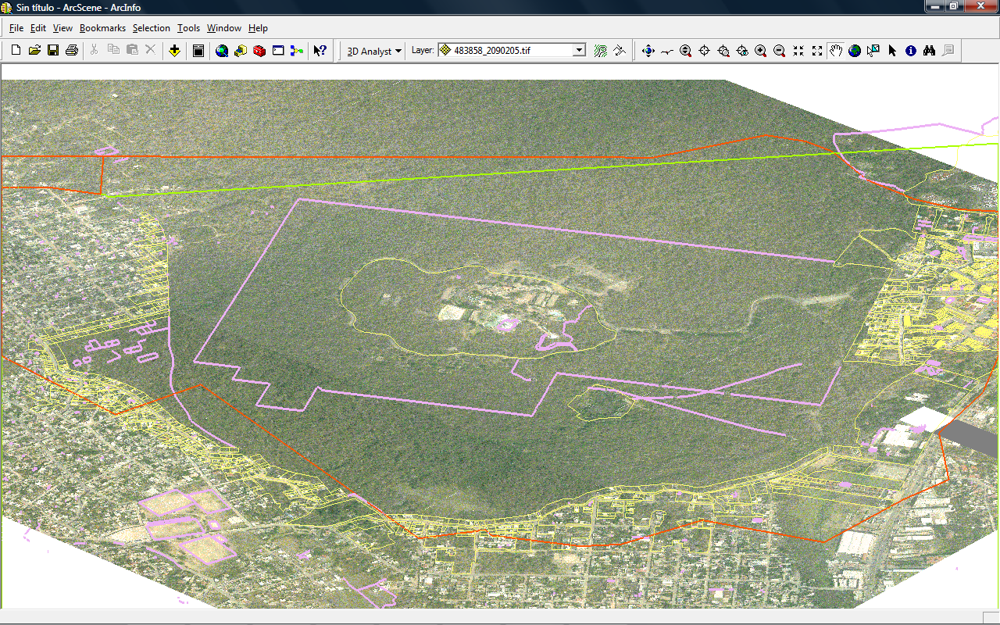 Sin título - ArcScene - ArcInfo
File Edit View Bookmarks Selection Tools Window Help
3D Analyst Layer: 483858_2090205.tif